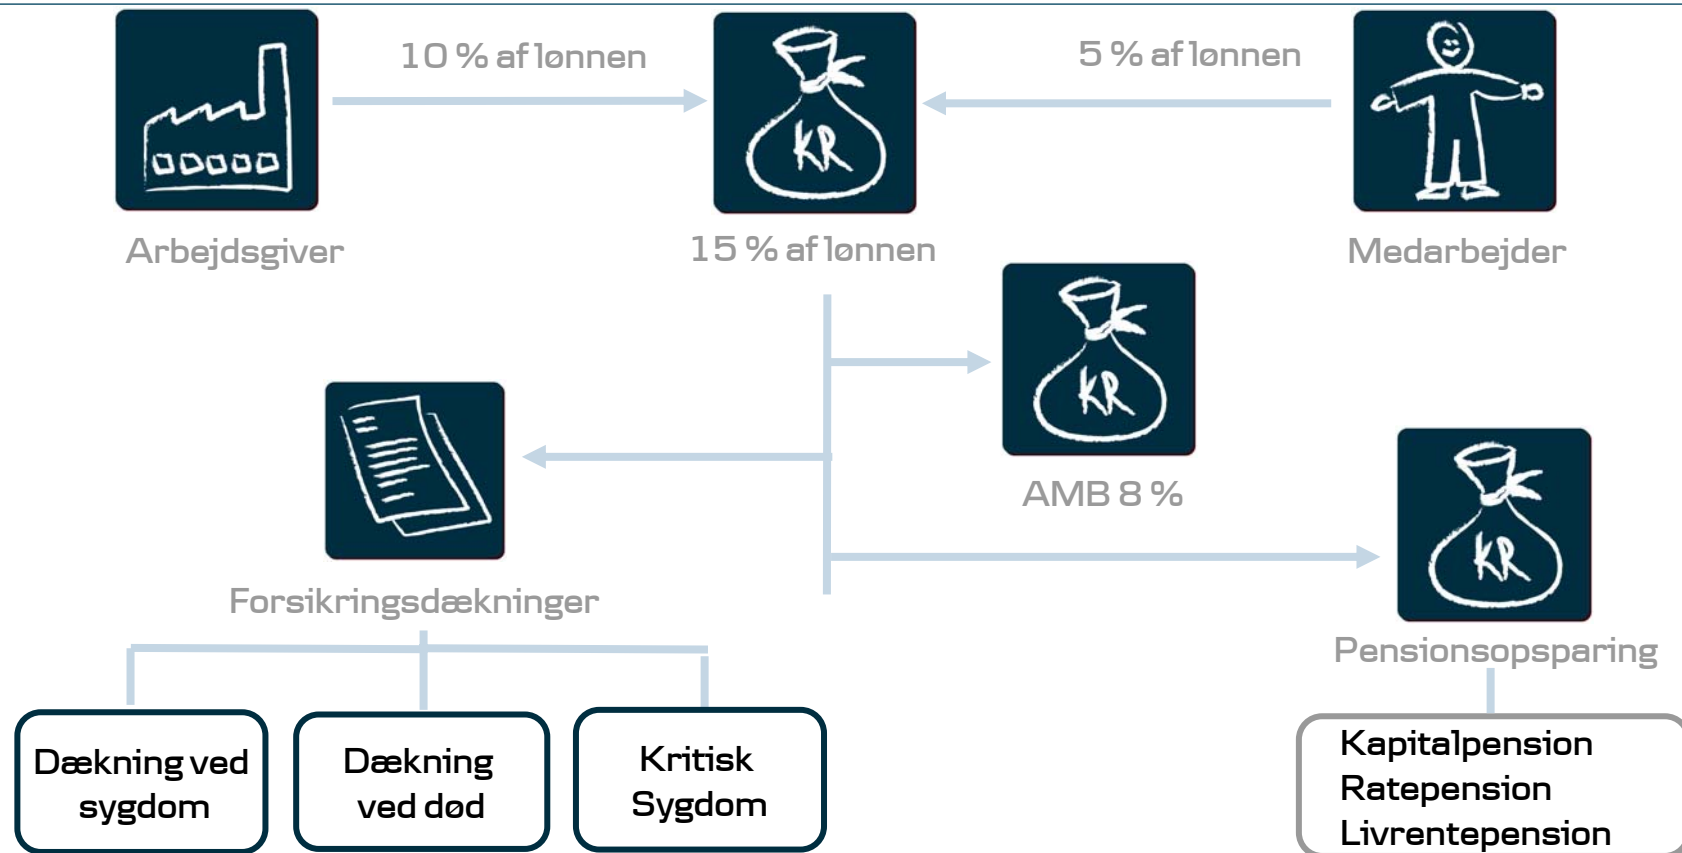 10 % af lønnen
5 % af lønnen
KR
Arbejdsgiver
15 % af lønnen
Medarbejder
KR
AMB 8 %
KR
Forsikringsdækninger
Pensionsopsparing
Dækning ved
sygdom
Dækning
ved død
Kritisk
Sygdom
Kapitalpension
Ratepension
Livrentepension